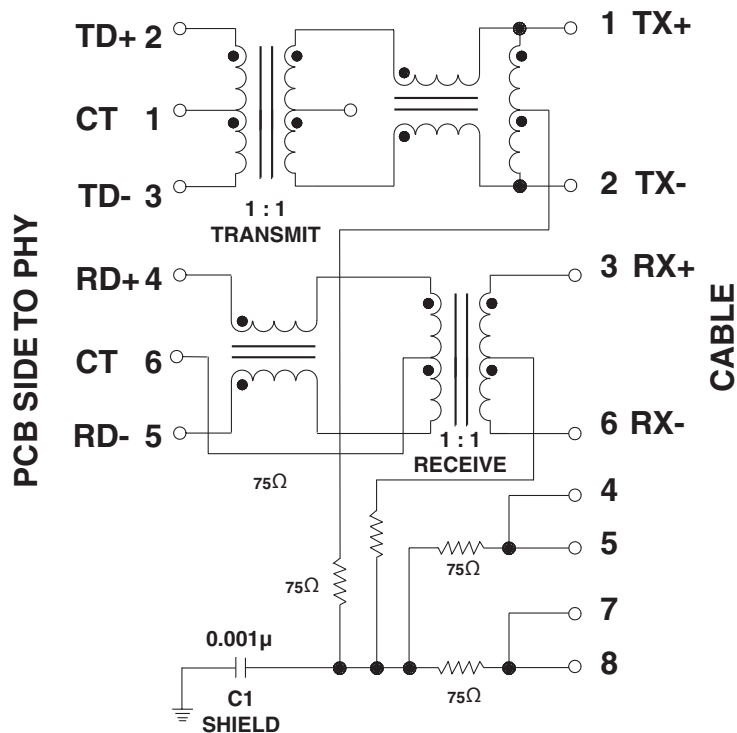 TD+ 2
1 TX+
CT 1
TD- 3
2 TX-
1 : 1
TRANSMIT
PCB SIDE TO PHY
RD+ 4
3 RX+
CABLE
CT 6
RD- 5
6 RX-
1 : 1
RECEIVE
75Ω
4
5
75Ω
75Ω
7
0.001µ
8
C1
SHIELD
75Ω